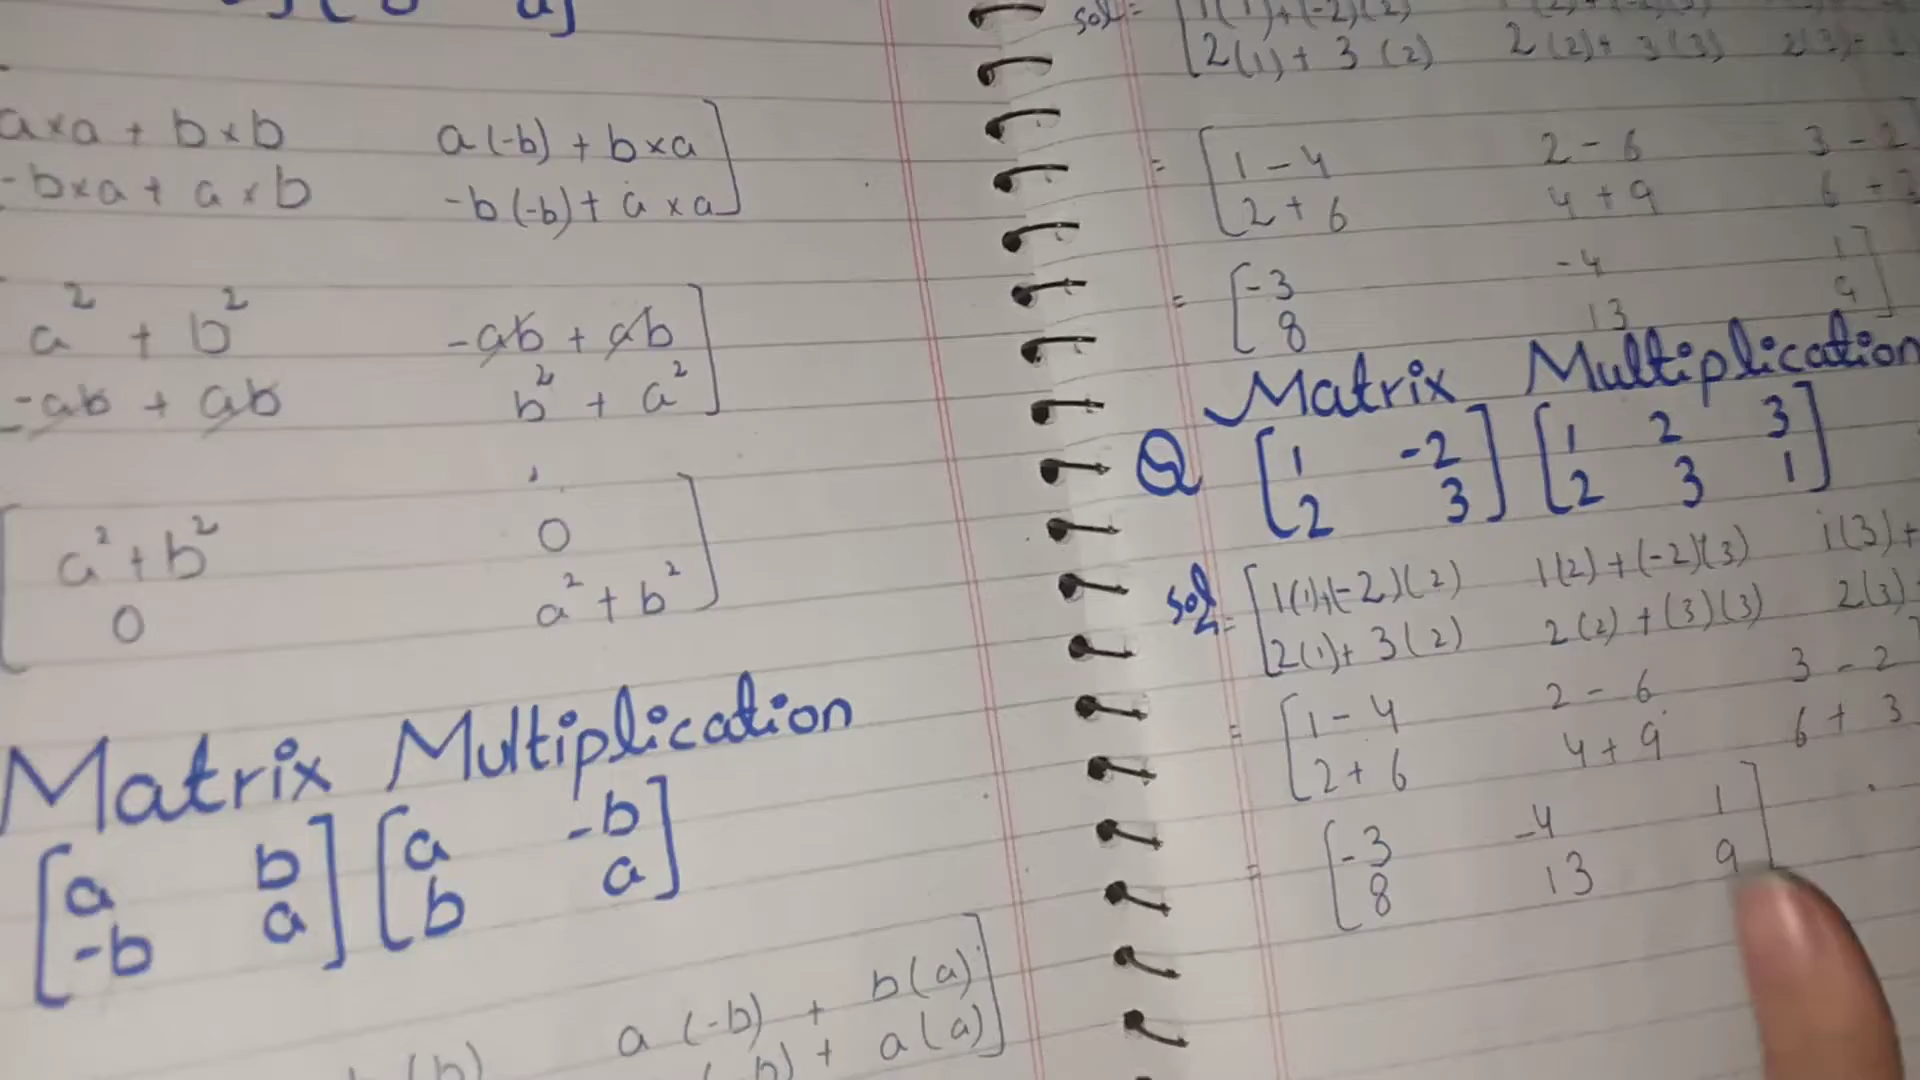 a×a + b×b a(-b) + b×a
-b×a + a×b -b(-b) + a×a
a² + b² -ab + ab
-ab + ab b² + a²
a² + b² 0
0 a² + b²
Matrix Multiplication
a b a -b
-b a b a
a(-b) + b(a)
+ a(a)
Sol =
2(1) + 3(2) 2(2) + 3(3)
= 1 - 4 2 - 6 3 - 2
2 + 6 4 + 9 6 +
= -3 -4 1
8 13 9
Matrix Multiplication
Q [1 -2] [1 2 3]
[2 3] [2 3 1]
Sol = 1(1)+(-2)(2) 1(2)+(-2)(3) 1(3)+
2(1)+ 3(2) 2(2) + (3)(3) 2(3)+
= 1 - 4 2 - 6 3 - 2
2 + 6 4 + 9 6 + 3
= -3 -4 1
8 13 9